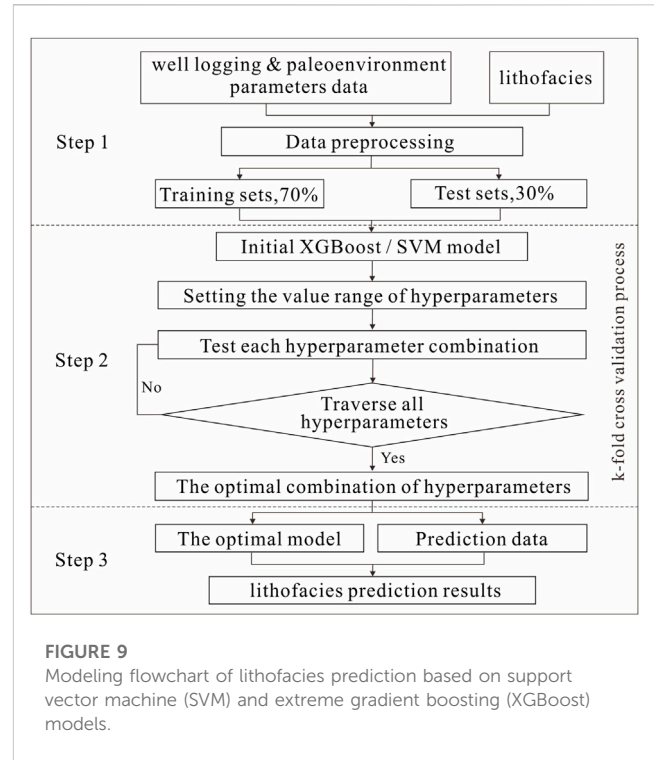 well logging & paleoenvironment
parameters data
lithofacies
Step 1
Data preprocessing
Training sets,70%
Test sets,30%
Initial XGBoost / SVM model
Setting the value range of hyperparameters
Step 2
Test each hyperparameter combination
No
Traverse all
hyperparameters
Yes
The optimal combination of hyperparameters
k-fold cross validation process
Step 3
The optimal model
Prediction data
lithofacies prediction results
FIGURE 9
Modeling flowchart of lithofacies prediction based on support
vector machine (SVM) and extreme gradient boosting (XGBoost)
models.